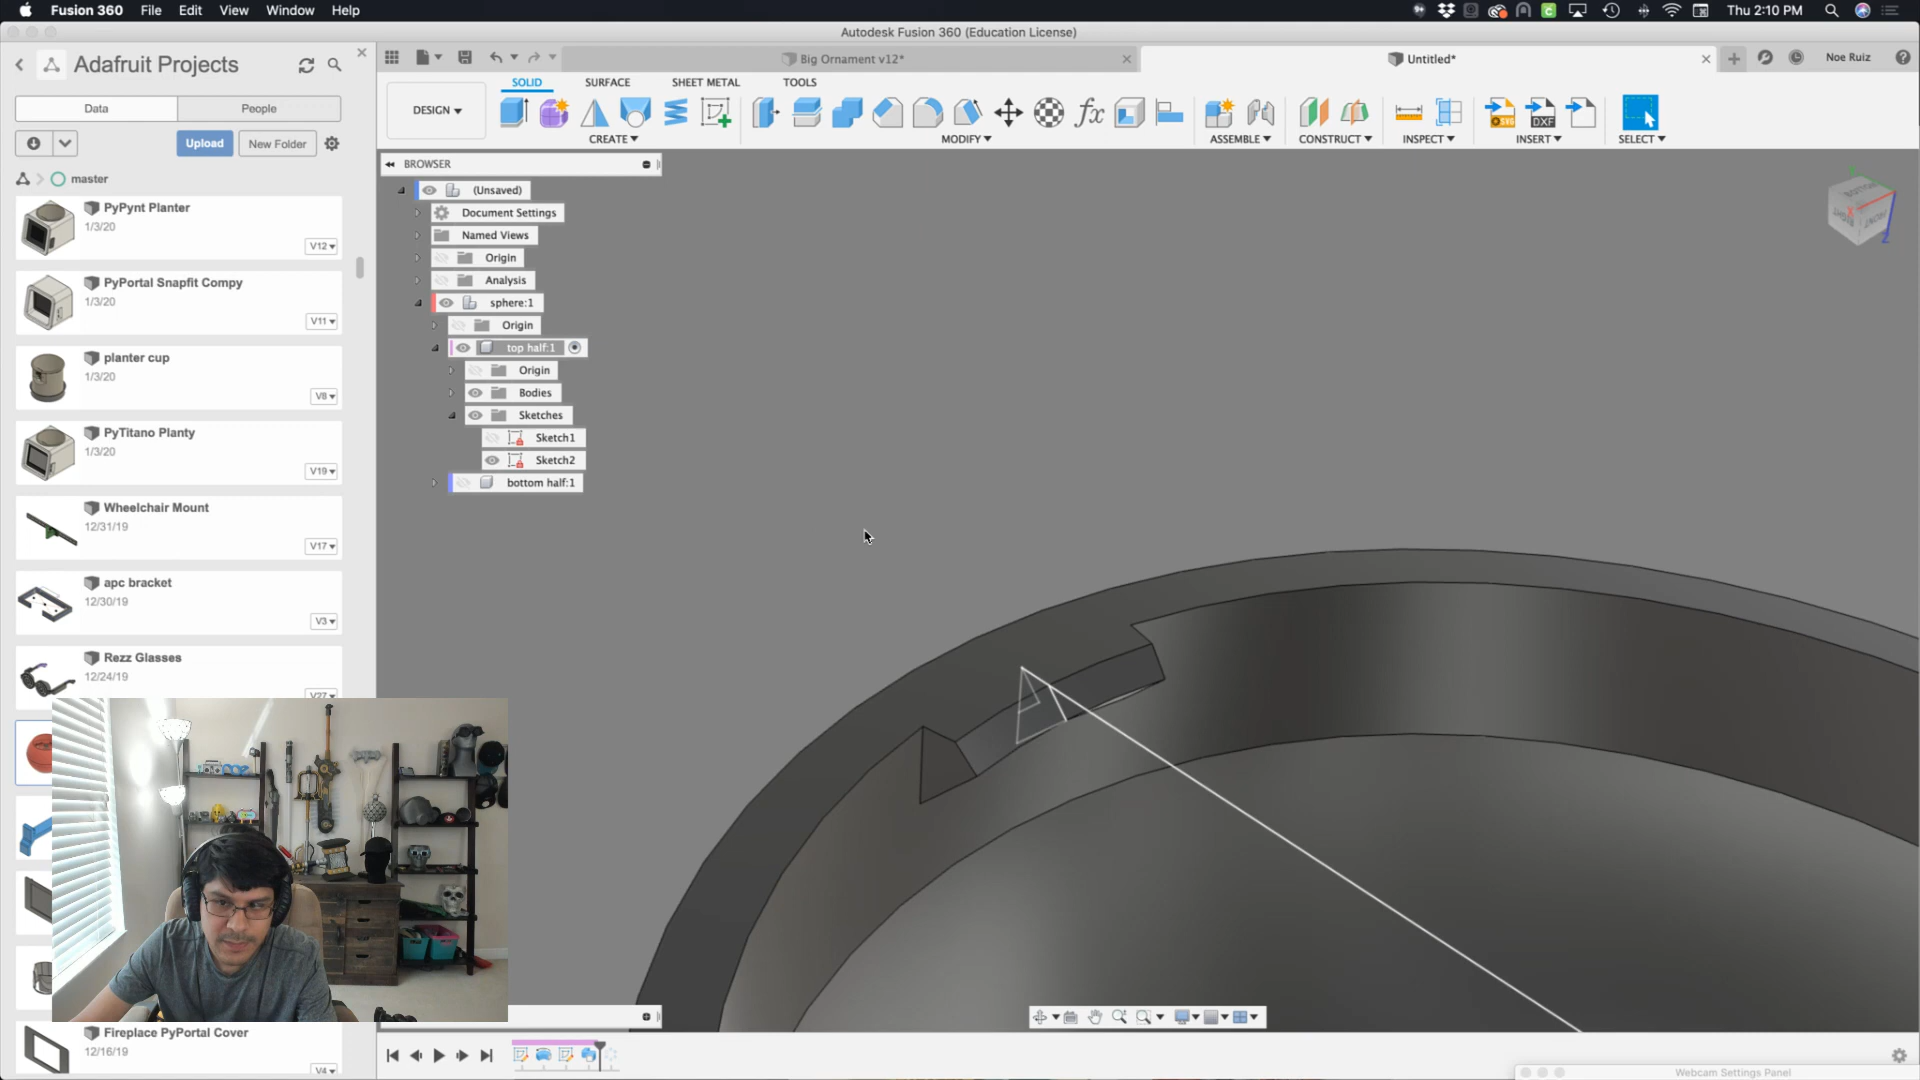 Fusion 360 File Edit View Window Help
Thu 2:10 PM
Autodesk Fusion 360 (Education License)
Adafruit Projects
Big Ornament v12*
Untitled*
Noe Ruiz
Data People
Upload New Folder
master
PyPynt Planter
1/3/20
V12
PyPortal Snapfit Compy
1/3/20
V11
planter cup
1/3/20
V8
PyTitano Planty
1/3/20
V19
Wheelchair Mount
12/31/19
V17
apc bracket
12/30/19
V3
Rezz Glasses
12/24/19
V27
Fireplace PyPortal Cover
12/16/19
V4
SOLID SURFACE SHEET METAL TOOLS
DESIGN
CREATE MODIFY ASSEMBLE CONSTRUCT INSPECT INSERT SELECT
BROWSER
(Unsaved)
Document Settings
Named Views
Origin
Analysis
sphere:1
Origin
top half:1
Origin
Bodies
Sketches
Sketch1
Sketch2
bottom half:1
BOTTOM
FRONT
RIGHT
X
Z
Webcam Settings Panel